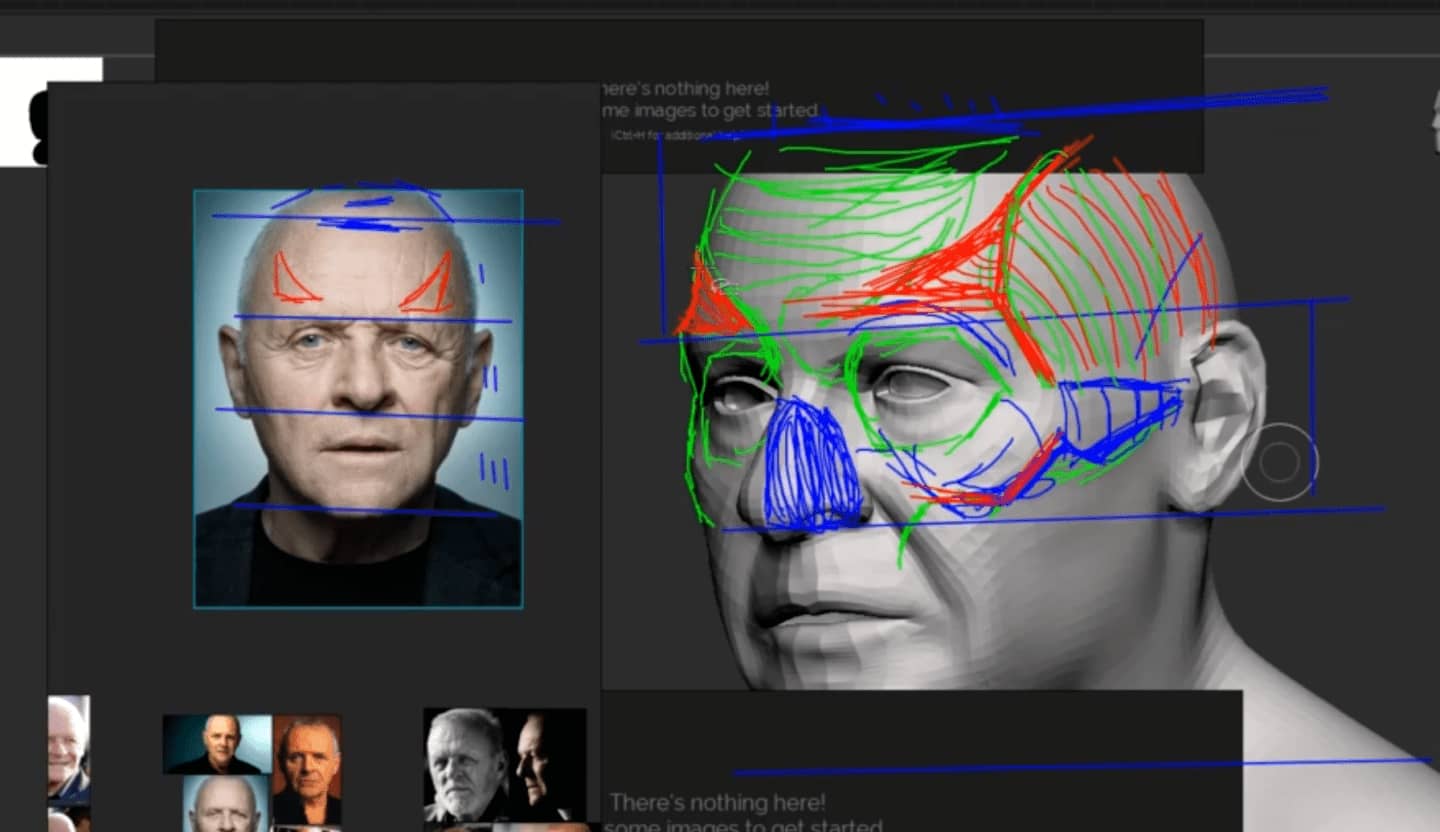 here's nothing here!
me images to get started.
(Ctrl+H for additional help)
There's nothing here!
some images to get started